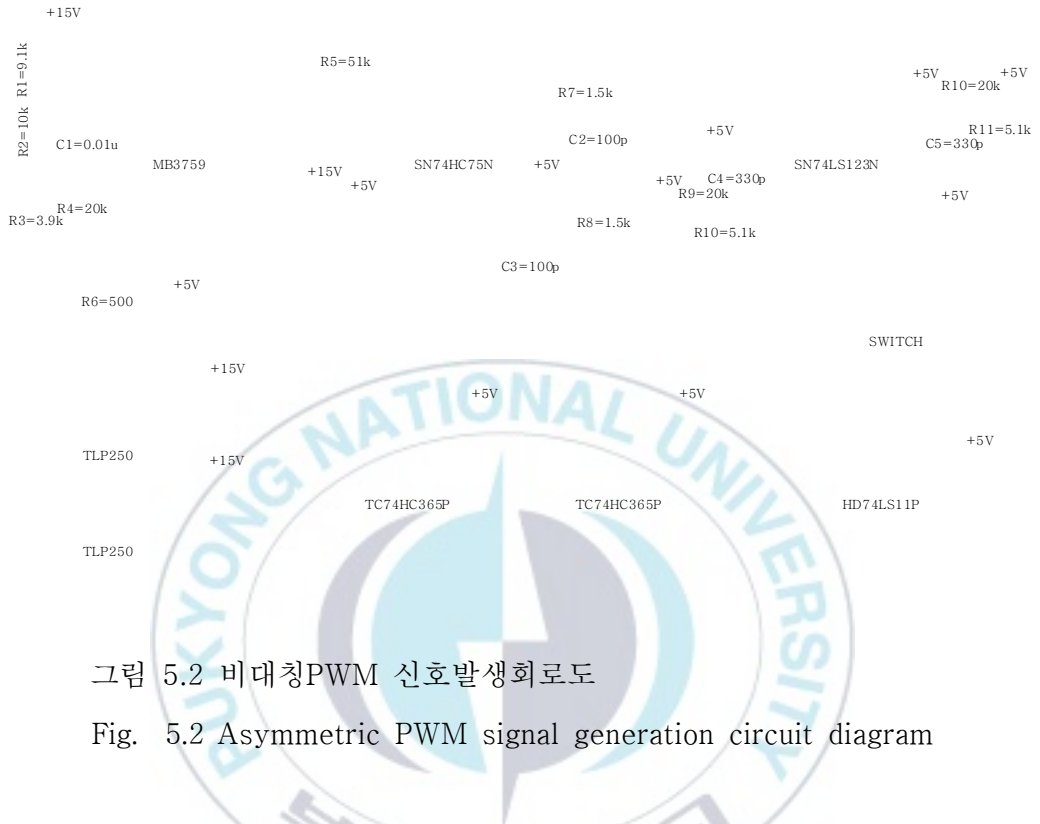 +15V
R1=9.1k
R2=10k
R5=51k
R7=1.5k
+5V
+5V
R10=20k
C1=0.01u
C2=100p
+5V
R11=5.1k
C5=330p
MB3759
+15V
+5V
SN74HC75N
+5V
+5V
C4=330p
R9=20k
SN74LS123N
+5V
R4=20k
R3=3.9k
R8=1.5k
R10=5.1k
C3=100p
+5V
R6=500
SWITCH
+15V
+5V
+5V
TLP250
+15V
+5V
TC74HC365P
TC74HC365P
HD74LS11P
TLP250
PUKYONG NATIONAL UNIVERSITY
그림 5.2 비대칭PWM 신호발생회로도
Fig. 5.2 Asymmetric PWM signal generation circuit diagram